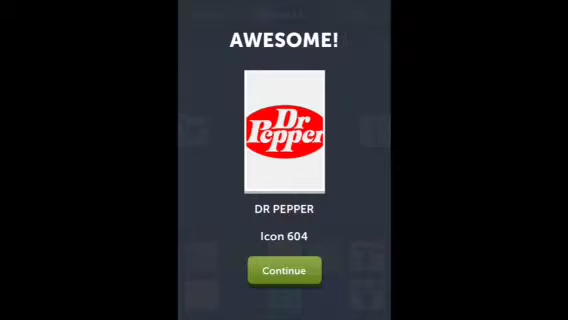 AWESOME!
Dr
Pepper
DR PEPPER
Icon 604
Continue